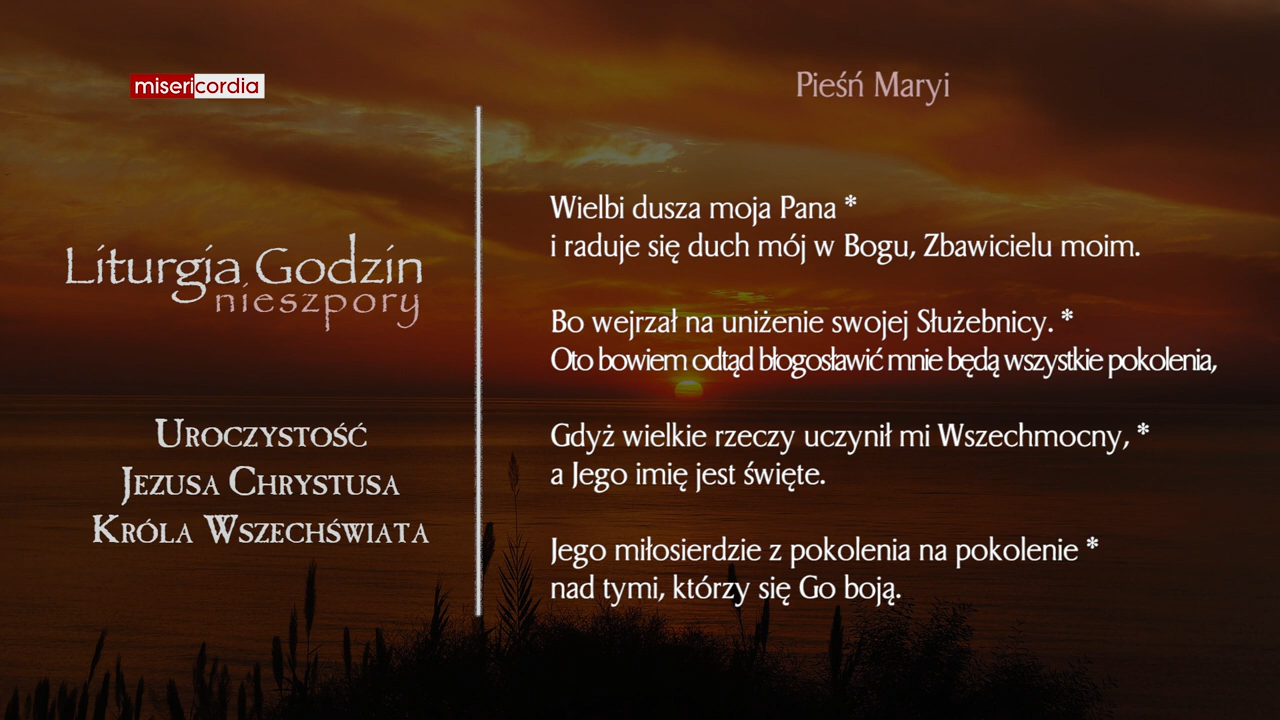 misericordia
Liturgia Godzin
nieszpory
Uroczystość
Jezusa Chrystusa
Króla Wszechświata
Pieśń Maryi
Wielbi dusza moja Pana *
i raduje się duch mój w Bogu, Zbawicielu moim.
Bo wejrzał na uniżenie swojej Służebnicy. *
Oto bowiem odtąd błogosławić mnie będą wszystkie pokolenia,
Gdyż wielkie rzeczy uczynił mi Wszechmocny, *
a Jego imię jest święte.
Jego miłosierdzie z pokolenia na pokolenie *
nad tymi, którzy się Go boją.